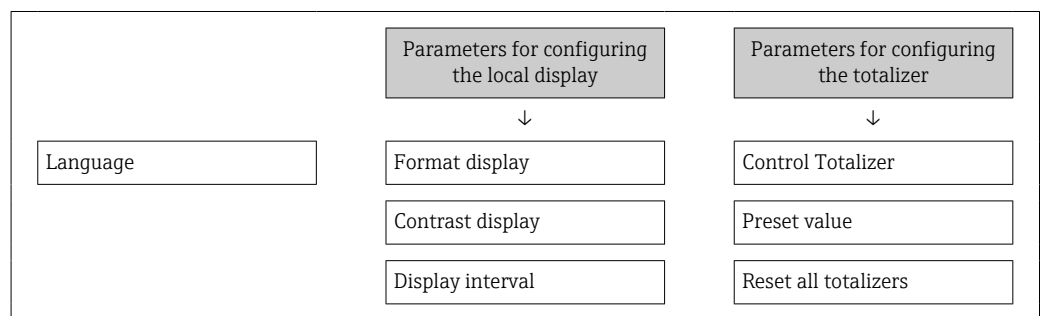 Parameters for configuring
the local display
Parameters for configuring
the totalizer
↓
↓
Language
Format display
Control Totalizer
Contrast display
Preset value
Display interval
Reset all totalizers